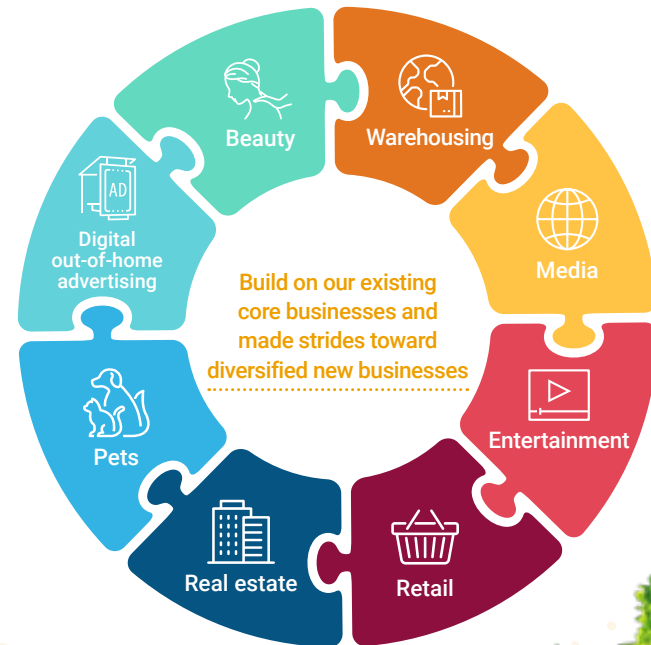 Beauty
Warehousing
AD
Digital
out-of-home
advertising
Media
Build on our existing
core businesses and
made strides toward
diversified new businesses
Entertainment
Pets
Real estate
Retail